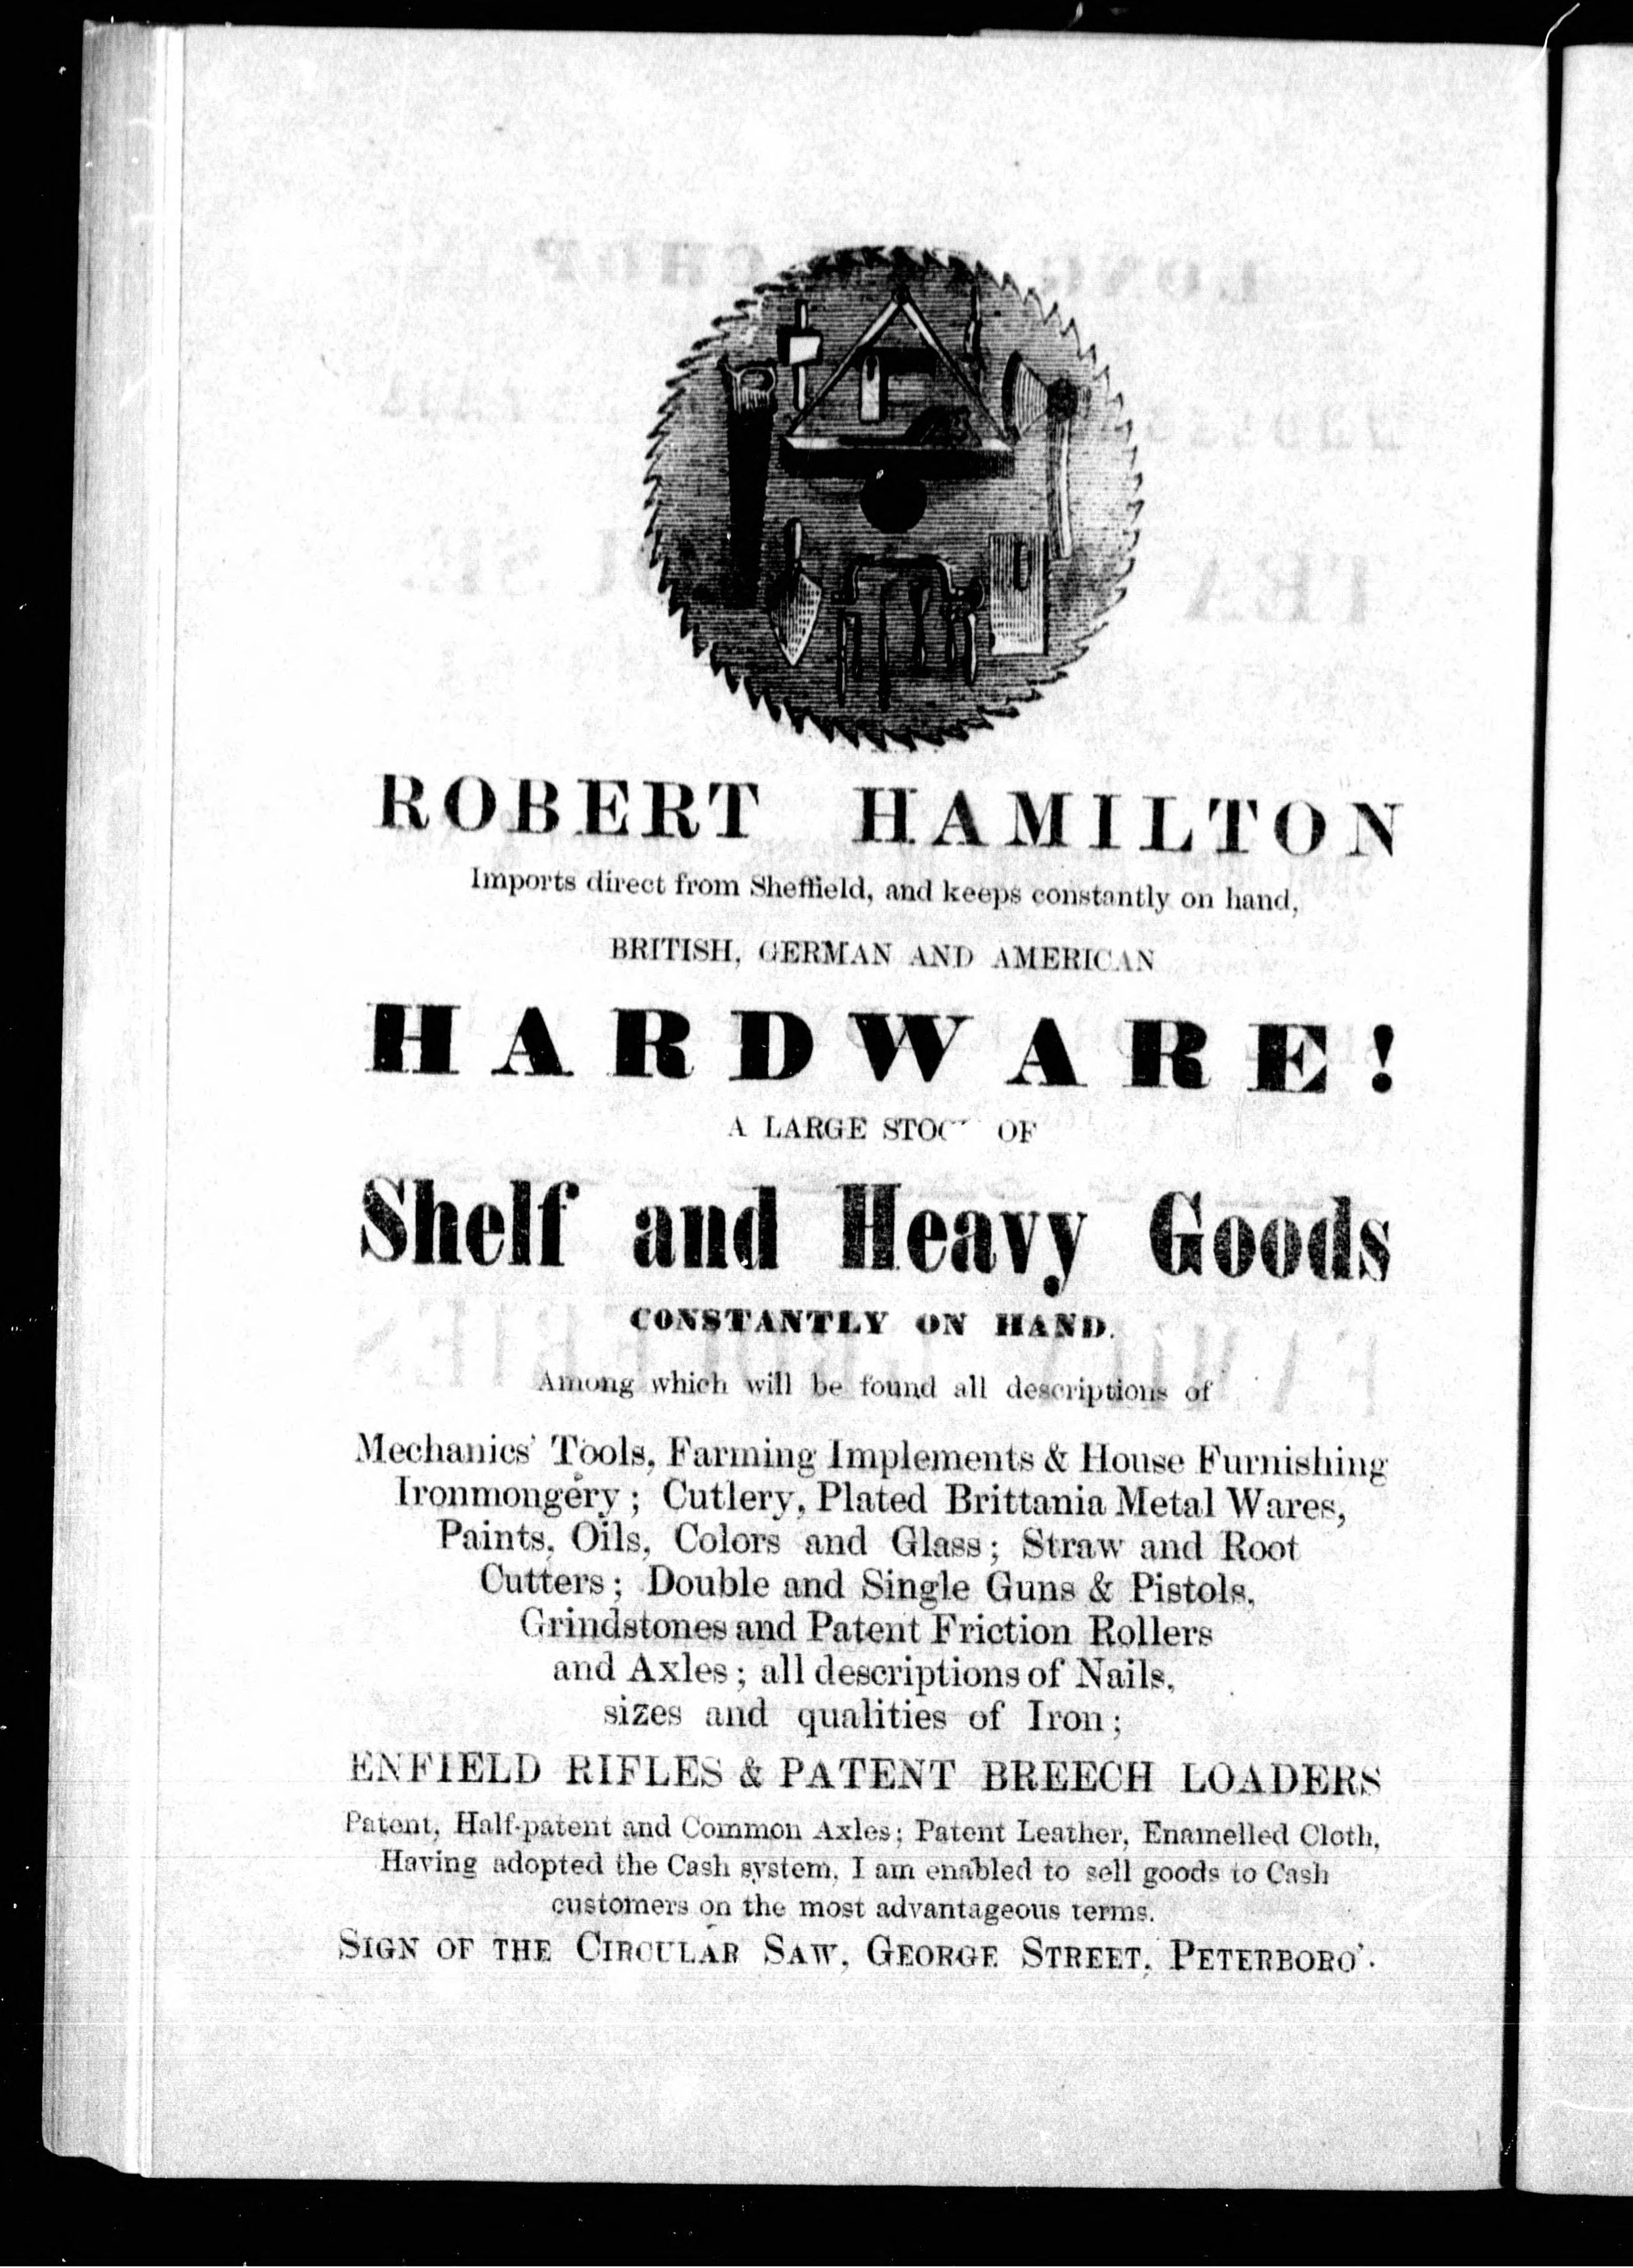 ROBERT HAMILTON
Imports direct from Sheffield, and keeps constantly on hand,
BRITISH, GERMAN AND AMERICAN
HARDWARE!
A LARGE STOCK OF
Shelf and Heavy Goods
CONSTANTLY ON HAND.
Among which will be found all descriptions of
Mechanics' Tools, Farming Implements & House Furnishing
Ironmongery; Cutlery, Plated Brittania Metal Wares,
Paints, Oils, Colors and Glass; Straw and Root
Cutters; Double and Single Guns & Pistols,
Grindstones and Patent Friction Rollers
and Axles; all descriptions of Nails,
sizes and qualities of Iron;
ENFIELD RIFLES & PATENT BREECH LOADERS
Patent, Half-patent and Common Axles; Patent Leather, Enamelled Cloth,
Having adopted the Cash system, I am enabled to sell goods to Cash
customers on the most advantageous terms.
SIGN OF THE CIRCULAR SAW, GEORGE STREET, PETERBORO'.